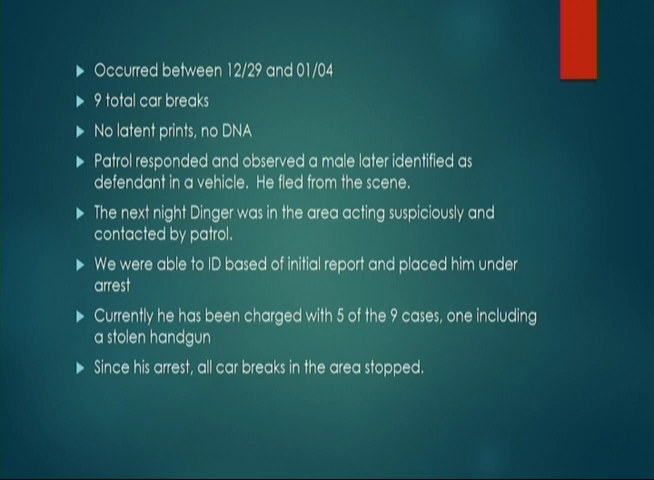 Occurred between 12/29 and 01/04
9 total car breaks
No latent prints, no DNA
Patrol responded and observed a male later identified as
defendant in a vehicle. He fled from the scene.
The next night Dinger was in the area acting suspiciously and
contacted by patrol.
We were able to ID based of initial report and placed him under
arrest
Currently he has been charged with 5 of the 9 cases, one including
a stolen handgun
Since his arrest, all car breaks in the area stopped.